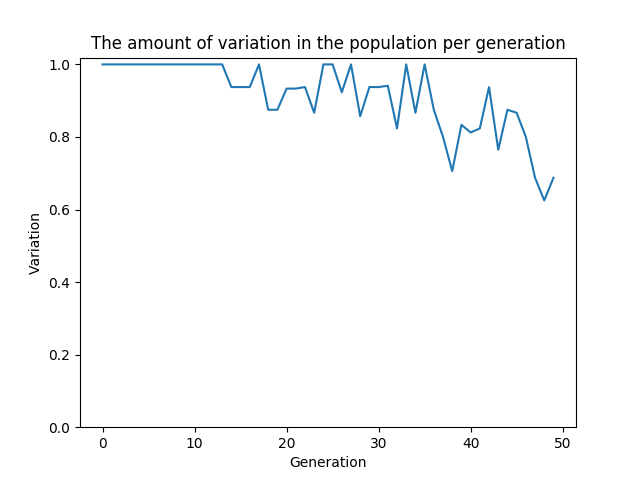 The amount of variation in the population per generation
1.0
0.8
0.6
0.4
0.2
0.0
Variation
0 10 20 30 40 50
Generation